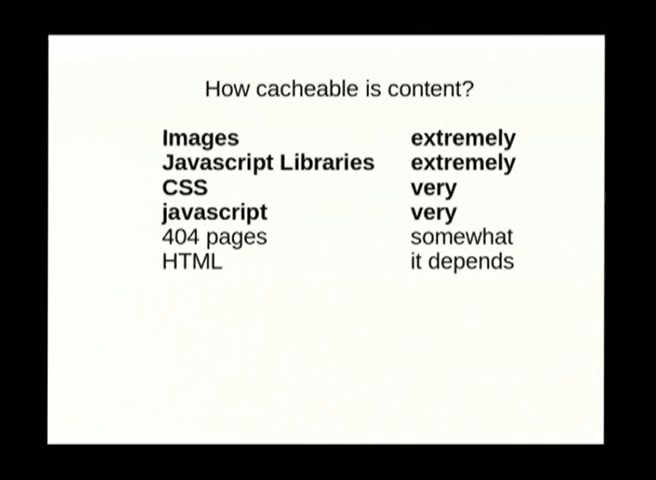 How cacheable is content?
Images extremely
Javascript Libraries extremely
CSS very
javascript very
404 pages somewhat
HTML it depends